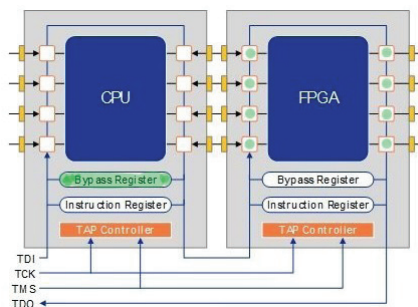 CPU
FPGA
Bypass Register
Bypass Register
Instruction Register
Instruction Register
TAP Controller
TAP Controller
TDI
TCK
TMS
TDO